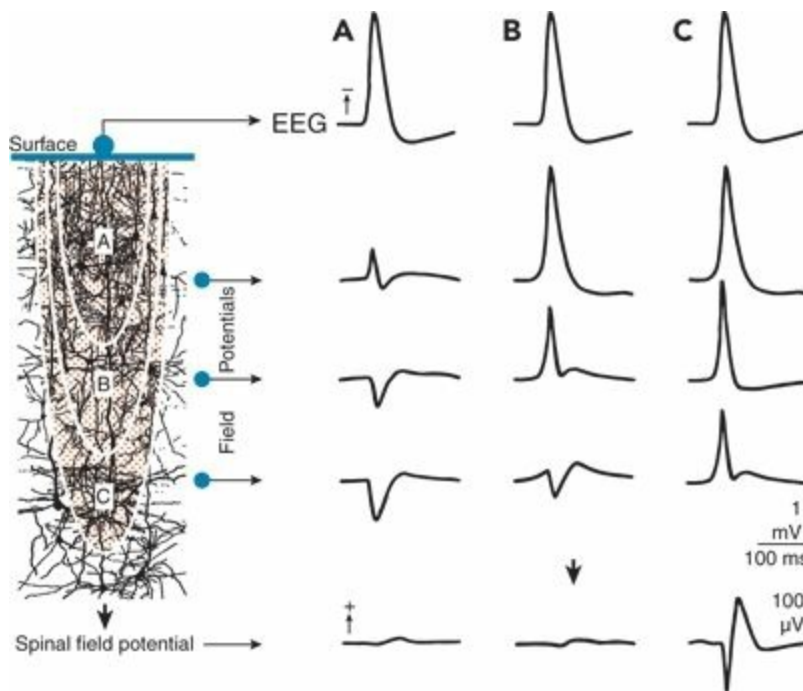 A B C
−
EEG
Surface
A
Potentials
B
Field
C
1
mV
100 ms
+
100
µV
Spinal field potential